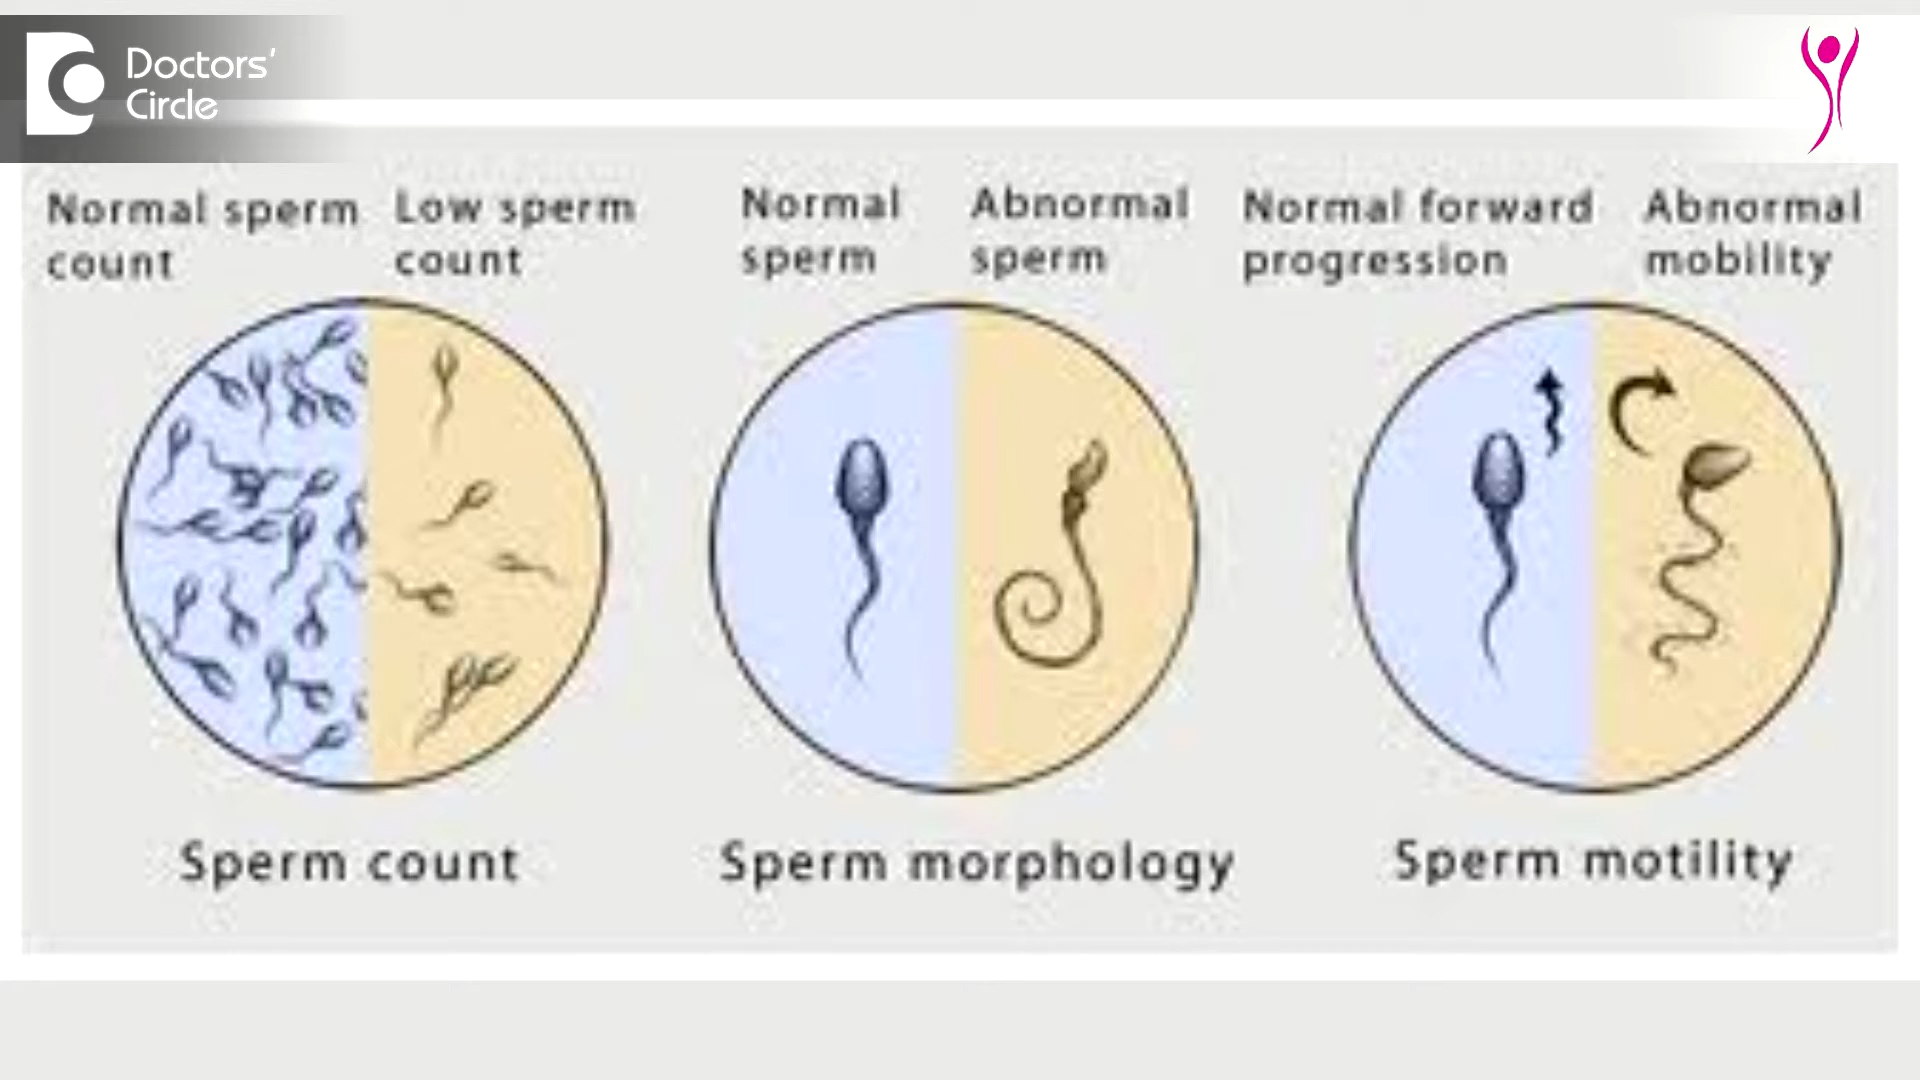 Doctors'
Circle
Normal sperm
count
Low sperm
count
Normal
sperm
Abnormal
sperm
Normal forward
progression
Abnormal
mobility
Sperm count
Sperm morphology
Sperm motility